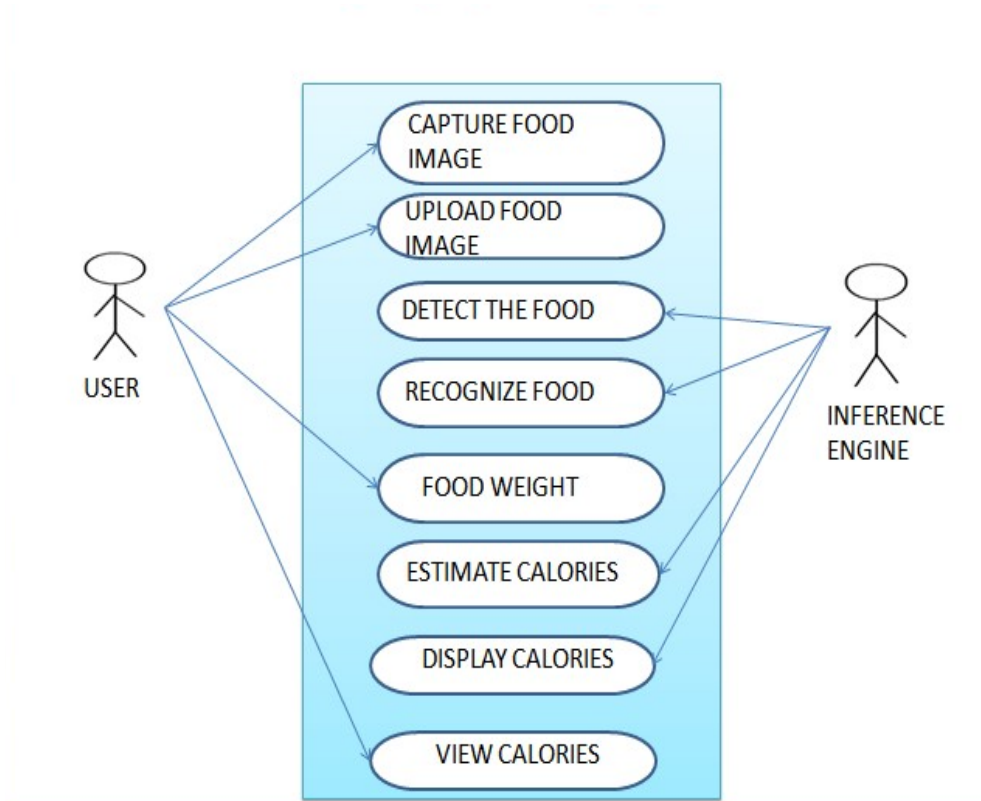 CAPTURE FOOD
IMAGE
UPLOAD FOOD
IMAGE
DETECT THE FOOD
RECOGNIZE FOOD
FOOD WEIGHT
ESTIMATE CALORIES
DISPLAY CALORIES
VIEW CALORIES
USER
INFERENCE
ENGINE